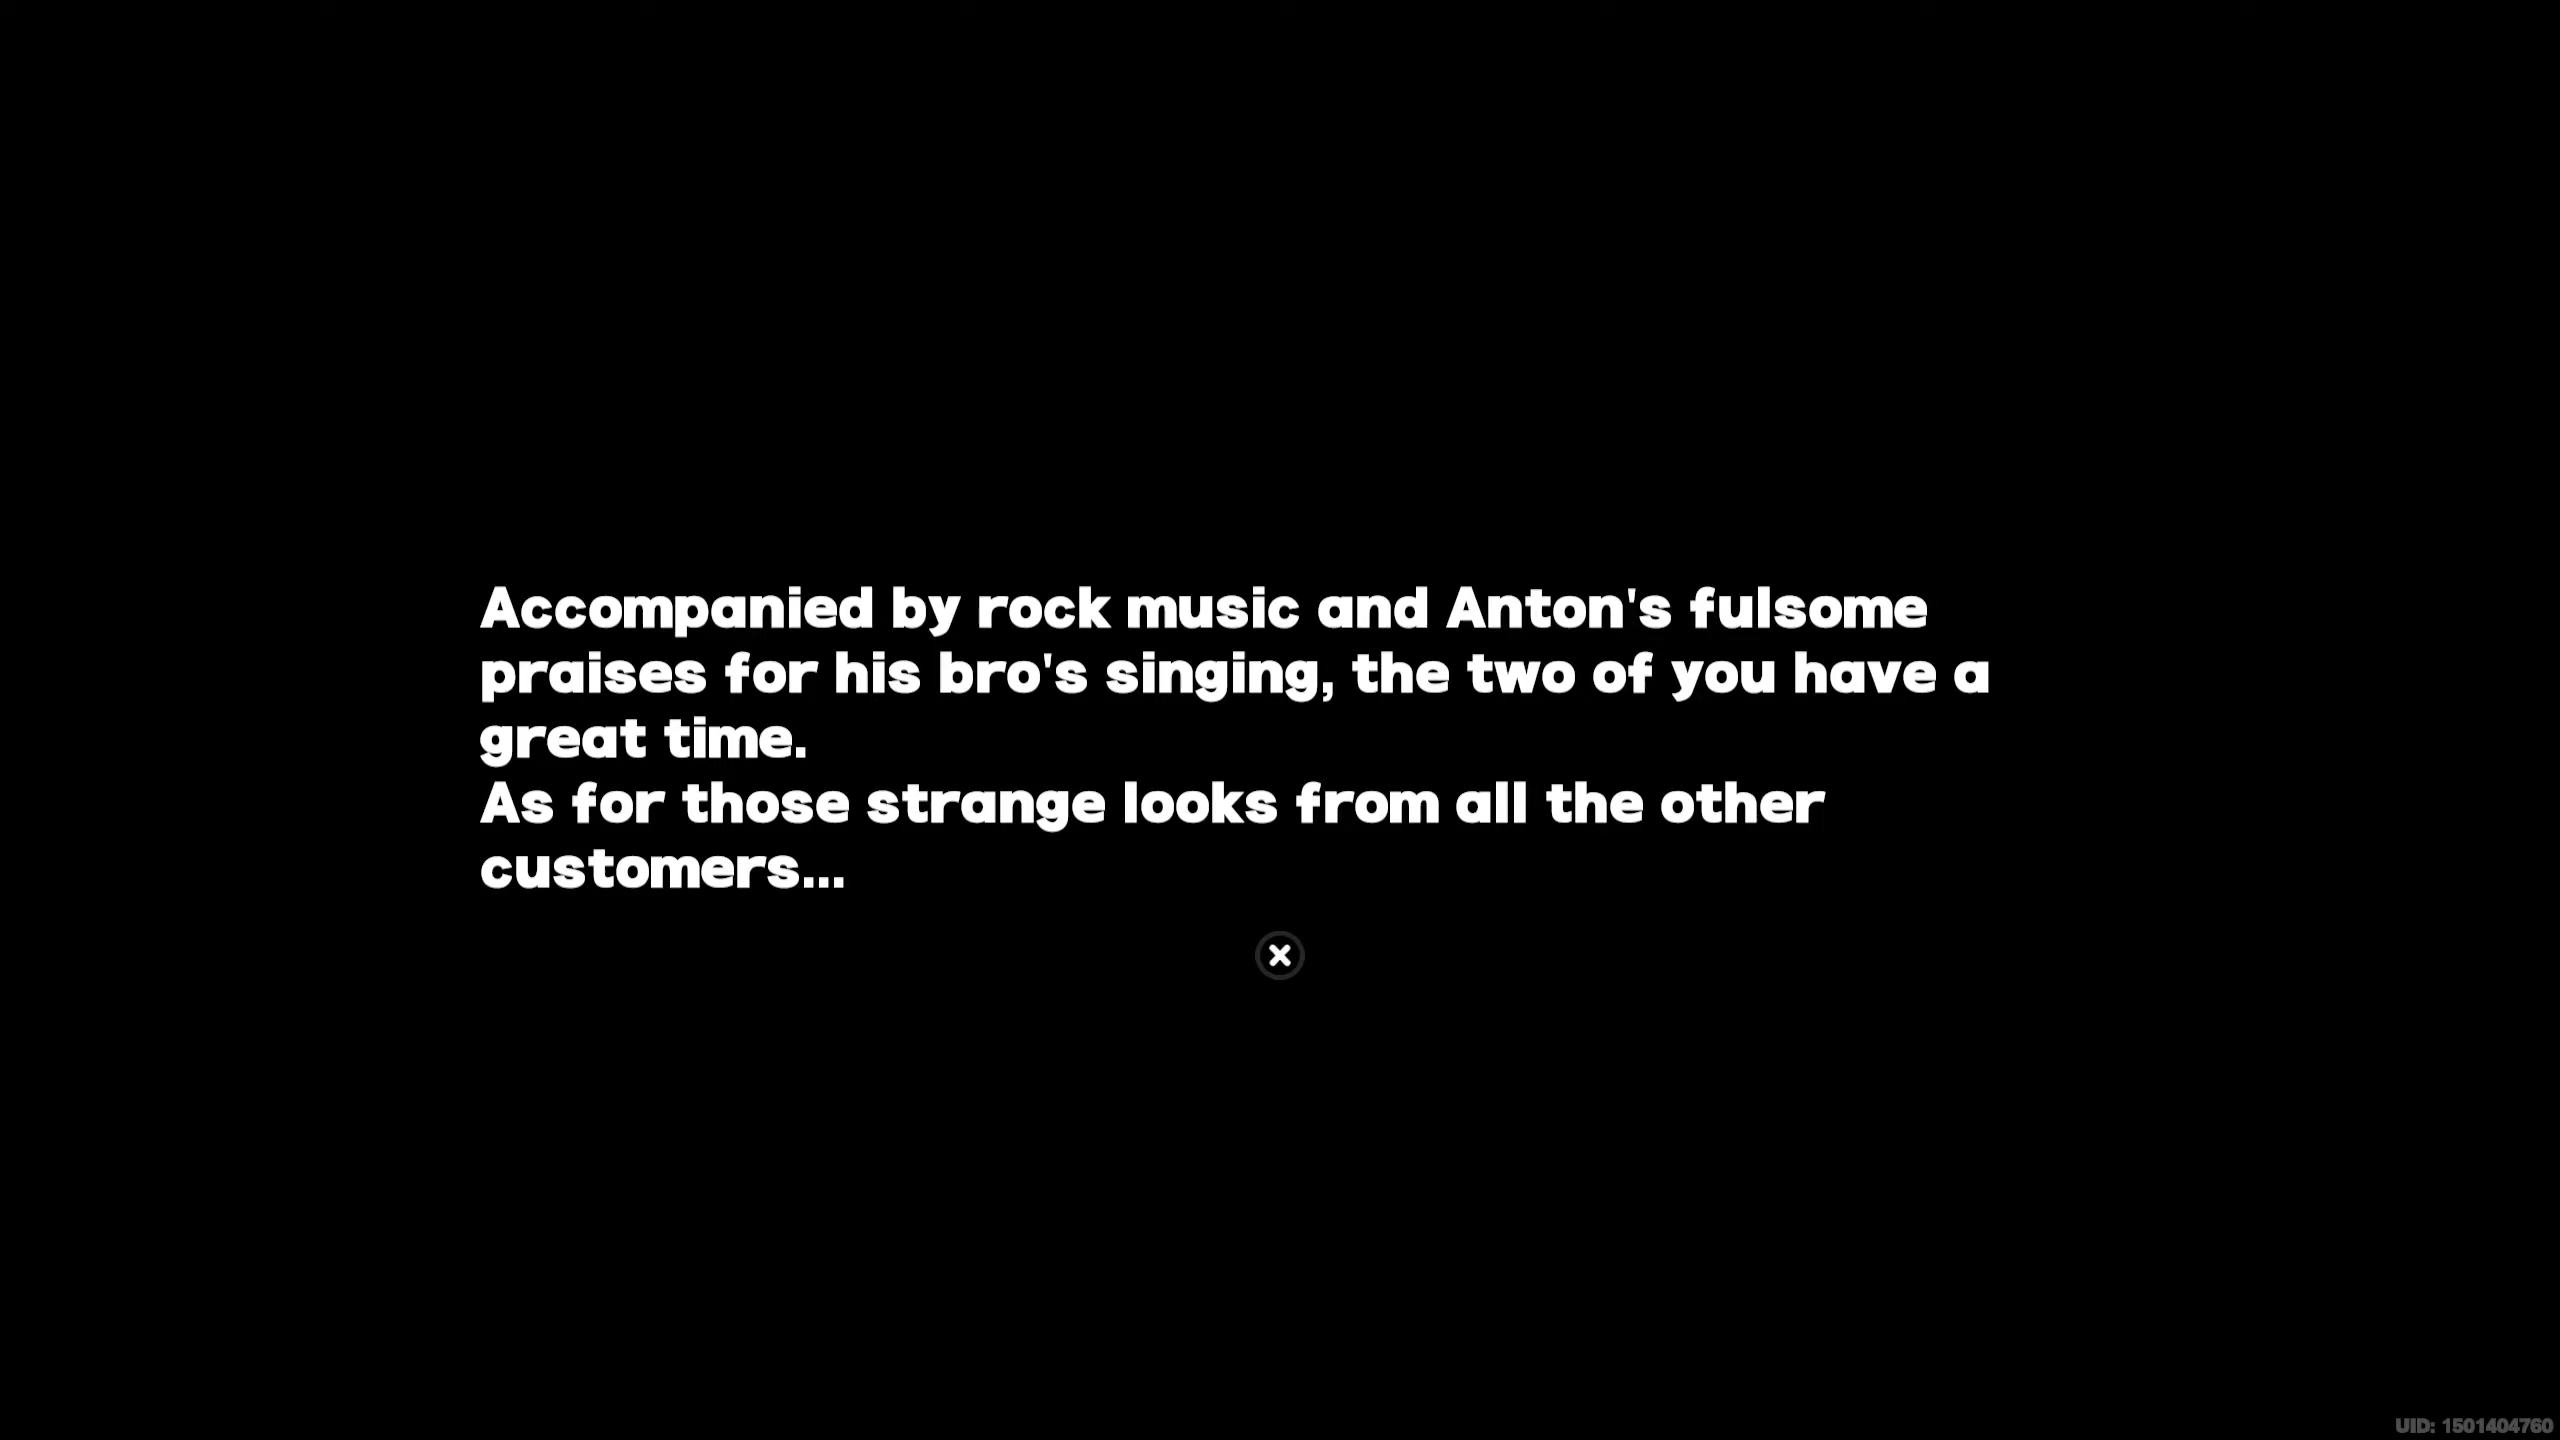 Accompanied by rock music and Anton's fulsome
praises for his bro's singing, the two of you have a
great time.
As for those strange looks from all the other
customers...
UID: 1501404760